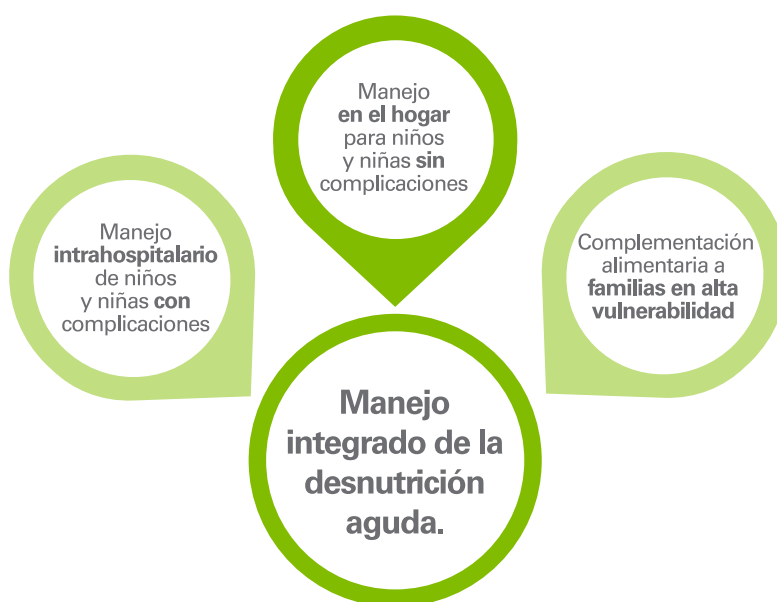 Manejo
en el hogar
para niños
y niñas sin
complicaciones
Manejo
intrahospitalario
de niños
y niñas con
complicaciones
Complementación
alimentaria a
familias en alta
vulnerabilidad
Manejo
integrado de la
desnutrición
aguda.